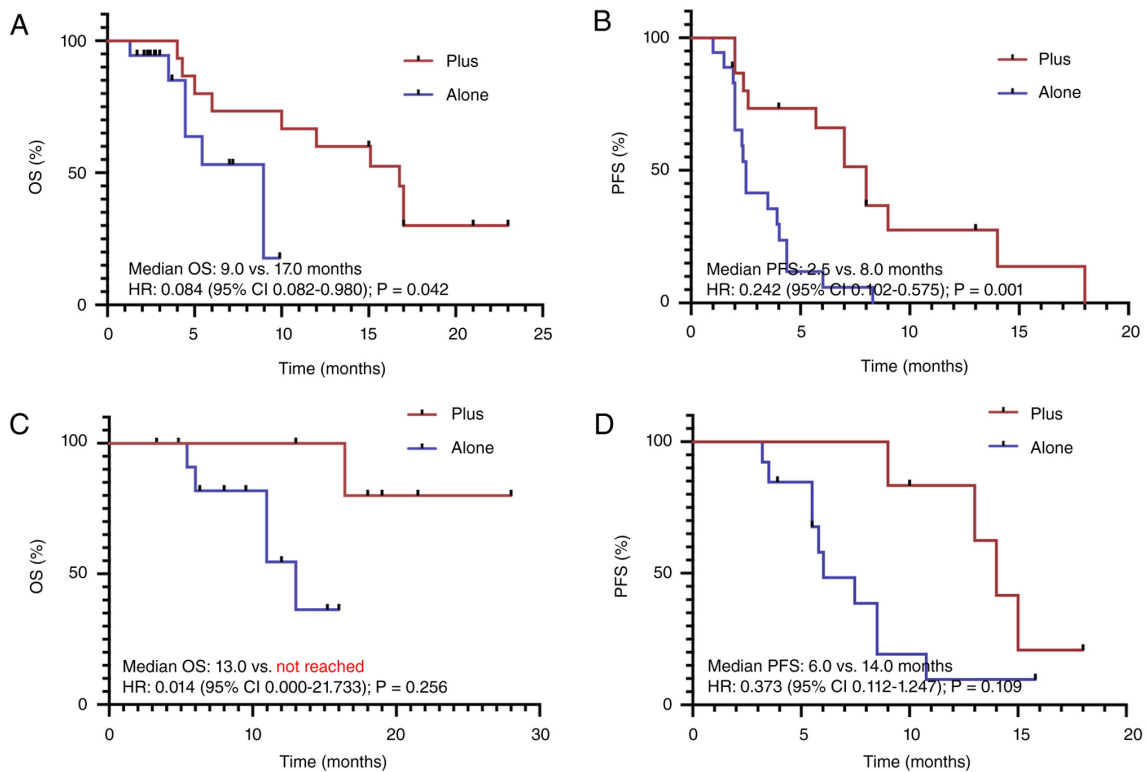 A
100
50
0
OS (%)
Plus
Alone
Median OS: 9.0 vs. 17.0 months
HR: 0.084 (95% CI 0.082-0.980); P = 0.042
0 5 10 15 20 25
Time (months)
B
100
50
0
PFS (%)
Plus
Alone
Median PFS: 2.5 vs. 8.0 months
HR: 0.242 (95% CI 0.102-0.575); P = 0.001
0 5 10 15 20
Time (months)
C
100
50
0
OS (%)
Plus
Alone
Median OS: 13.0 vs. not reached
HR: 0.014 (95% CI 0.000-21.733); P = 0.256
0 10 20 30
Time (months)
D
100
50
0
PFS (%)
Plus
Alone
Median PFS: 6.0 vs. 14.0 months
HR: 0.373 (95% CI 0.112-1.247); P = 0.109
0 5 10 15 20
Time (months)